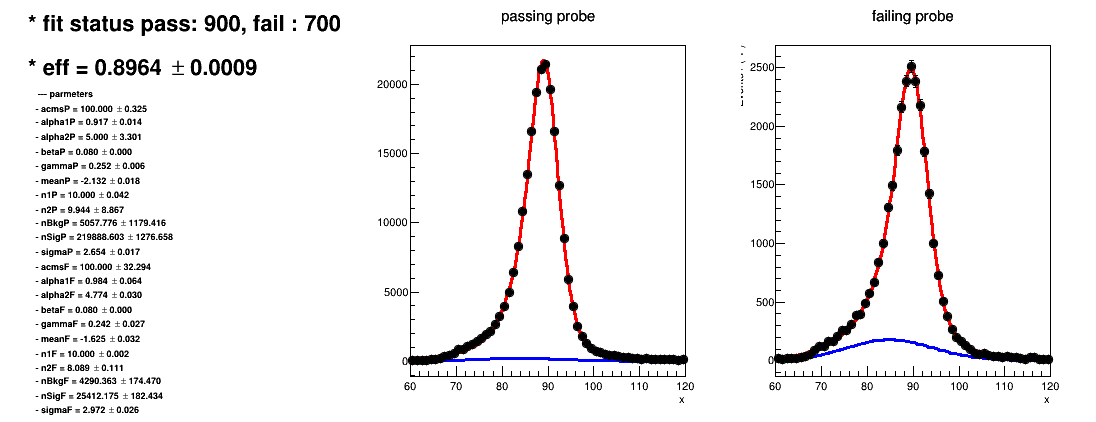 * fit status pass: 900, fail : 700
* eff = 0.8964 ± 0.0009
--- parmeters
- acmsP = 100.000 ± 0.325
- alpha1P = 0.917 ± 0.014
- alpha2P = 5.000 ± 3.301
- betaP = 0.080 ± 0.000
- gammaP = 0.252 ± 0.006
- meanP = -2.132 ± 0.018
- n1P = 10.000 ± 0.042
- n2P = 9.944 ± 8.867
- nBkgP = 5057.776 ± 1179.416
- nSigP = 219888.603 ± 1276.658
- sigmaP = 2.654 ± 0.017
- acmsF = 100.000 ± 32.294
- alpha1F = 0.984 ± 0.064
- alpha2F = 4.774 ± 0.030
- betaF = 0.080 ± 0.000
- gammaF = 0.242 ± 0.027
- meanF = -1.625 ± 0.032
- n1F = 10.000 ± 0.002
- n2F = 8.089 ± 0.111
- nBkgF = 4290.363 ± 174.470
- nSigF = 25412.175 ± 182.434
- sigmaF = 2.972 ± 0.026
passing probe
20000
15000
10000
5000
0
60 70 80 90 100 110 120
x
failing probe
2500
2000
1500
1000
500
0
60 70 80 90 100 110 120
x